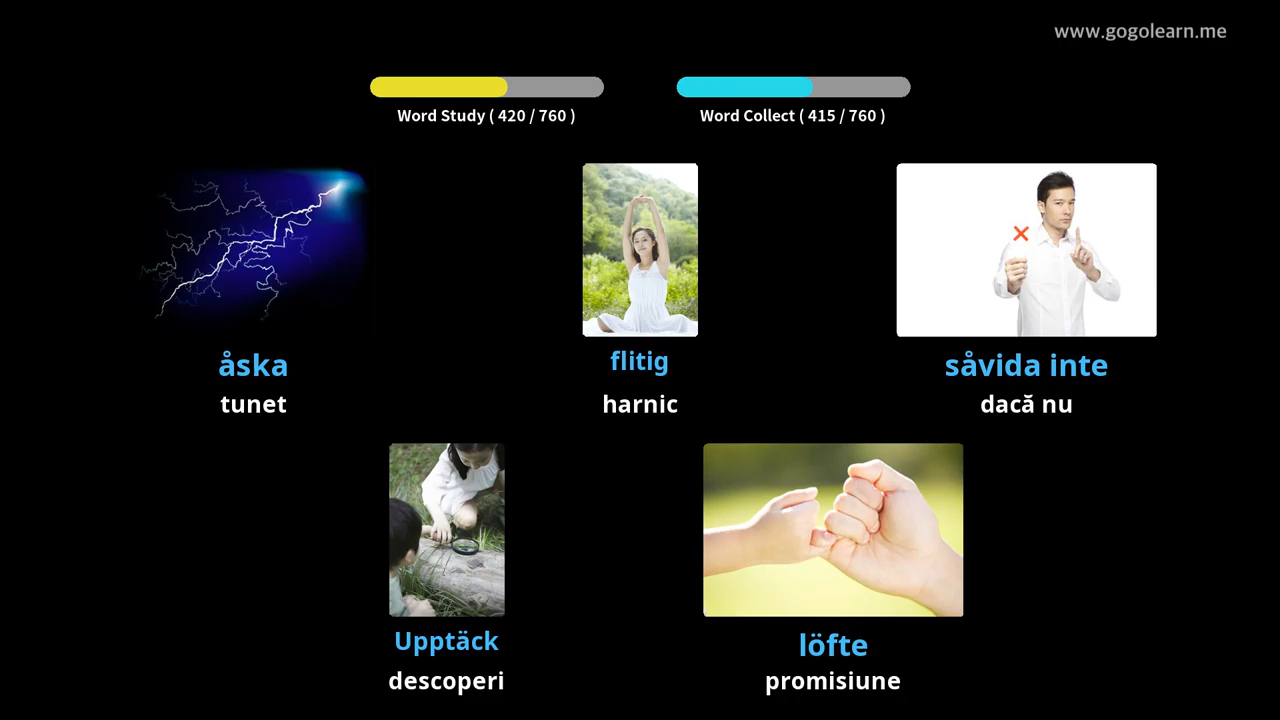 www.gogolearn.me
Word Study ( 420 / 760 )
Word Collect ( 415 / 760 )
åska
tunet
flitig
harnic
såvida inte
dacă nu
Upptäck
descoperi
löfte
promisiune